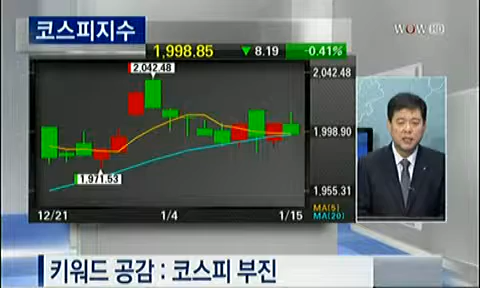 코스피지수
WOW HD
1,998.85 ▼ 8.19 -0.41%
2,042.48
2,042.48
1,998.90
1,971.53
1,955.31
12/21 1/4 1/15
MA(5)
MA(20)
키워드 공감 : 코스피 부진